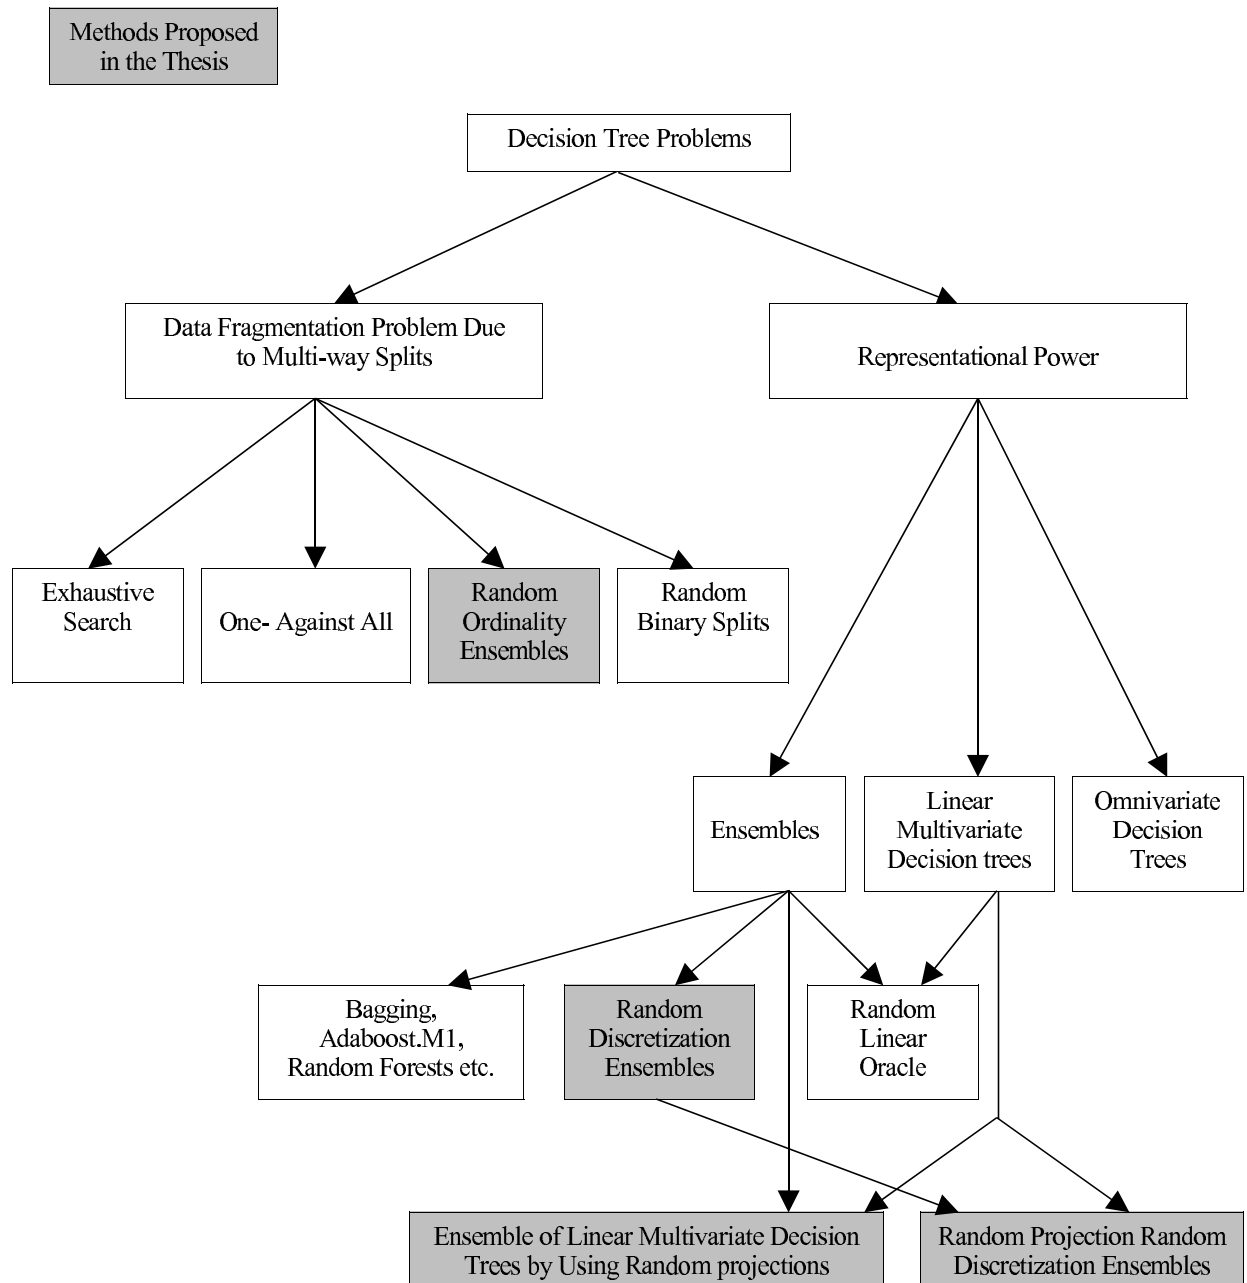 Methods Proposed
in the Thesis
Decision Tree Problems
Data Fragmentation Problem Due
to Multi-way Splits
Representational Power
Exhaustive
Search
One- Against All
Random
Ordinality
Ensembles
Random
Binary Splits
Ensembles
Linear
Multivariate
Decision trees
Omnivariate
Decision
Trees
Bagging,
Adaboost.M1,
Random Forests etc.
Random
Discretization
Ensembles
Random
Linear
Oracle
Ensemble of Linear Multivariate Decision
Trees by Using Random projections
Random Projection Random
Discretization Ensembles